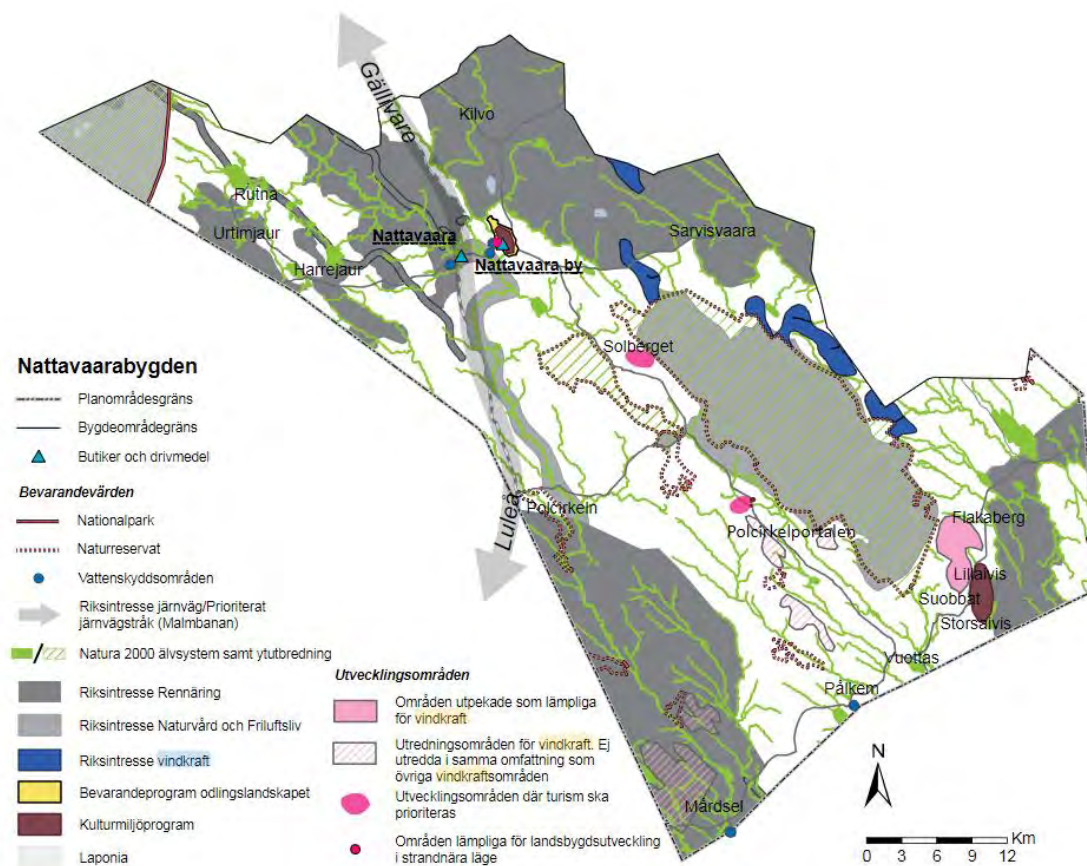 Gällivare
Kilvo
Rutna
Urtimjaur
Harrejaur
Nattavaara
Nattavaara by
Sarvisvaara
Solberget
Polcirkeln
Luleå
Polcirkelportalen
Flakaberg
Lillaivis
Suobbat
Storsaivis
Vuottas
Pålkem
Mårdsel
Nattavaarabygden
Planområdesgräns
Bygdeområdegräns
Butiker och drivmedel
Bevarandevärden
Nationalpark
Naturreservat
Vattenskyddsområden
Riksintresse järnväg/Prioriterat
järnvägstråk (Malmbanan)
Natura 2000 älvsystem samt ytutbredning
Riksintresse Rennäring
Riksintresse Naturvård och Friluftsliv
Riksintresse vindkraft
Bevarandeprogram odlingslandskapet
Kulturmiljöprogram
Laponia
Utvecklingsområden
Områden utpekade som lämpliga
för vindkraft
Utredningsområden för vindkraft. Ej
utredda i samma omfattning som
övriga vindkraftsområden
Utvecklingsområden där turism ska
prioriteras
Områden lämpliga för landsbygdsutveckling
i strandnära läge
N
Km
0 3 6 9 12